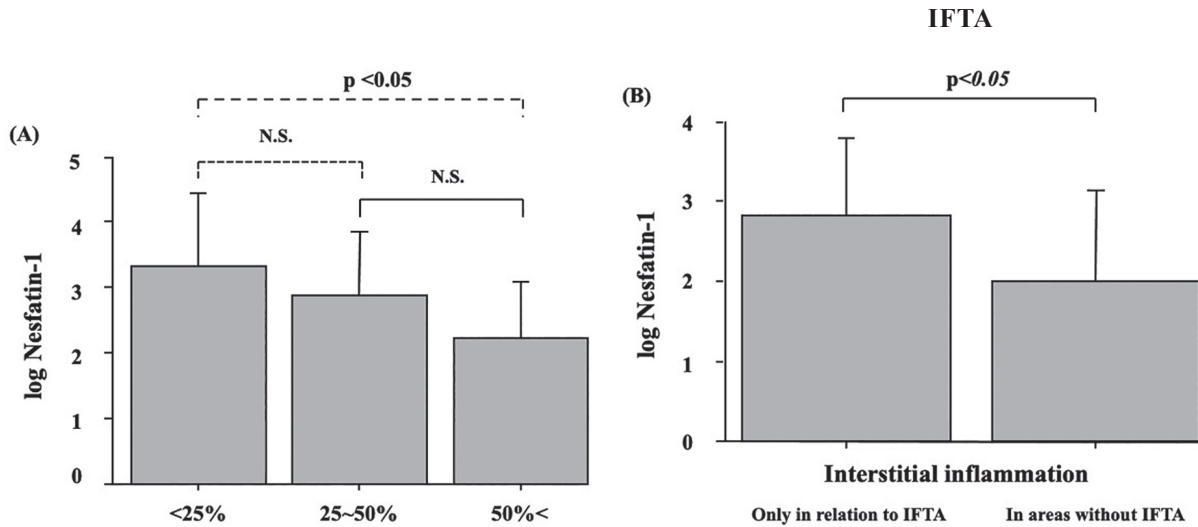 IFTA
(A)
p <0.05
N.S.
N.S.
5
4
3
2
1
0
log Nesfatin-1
<25%
25~50%
50%<
(B)
p<0.05
4
3
2
1
0
log Nesfatin-1
Interstitial inflammation
Only in relation to IFTA
In areas without IFTA